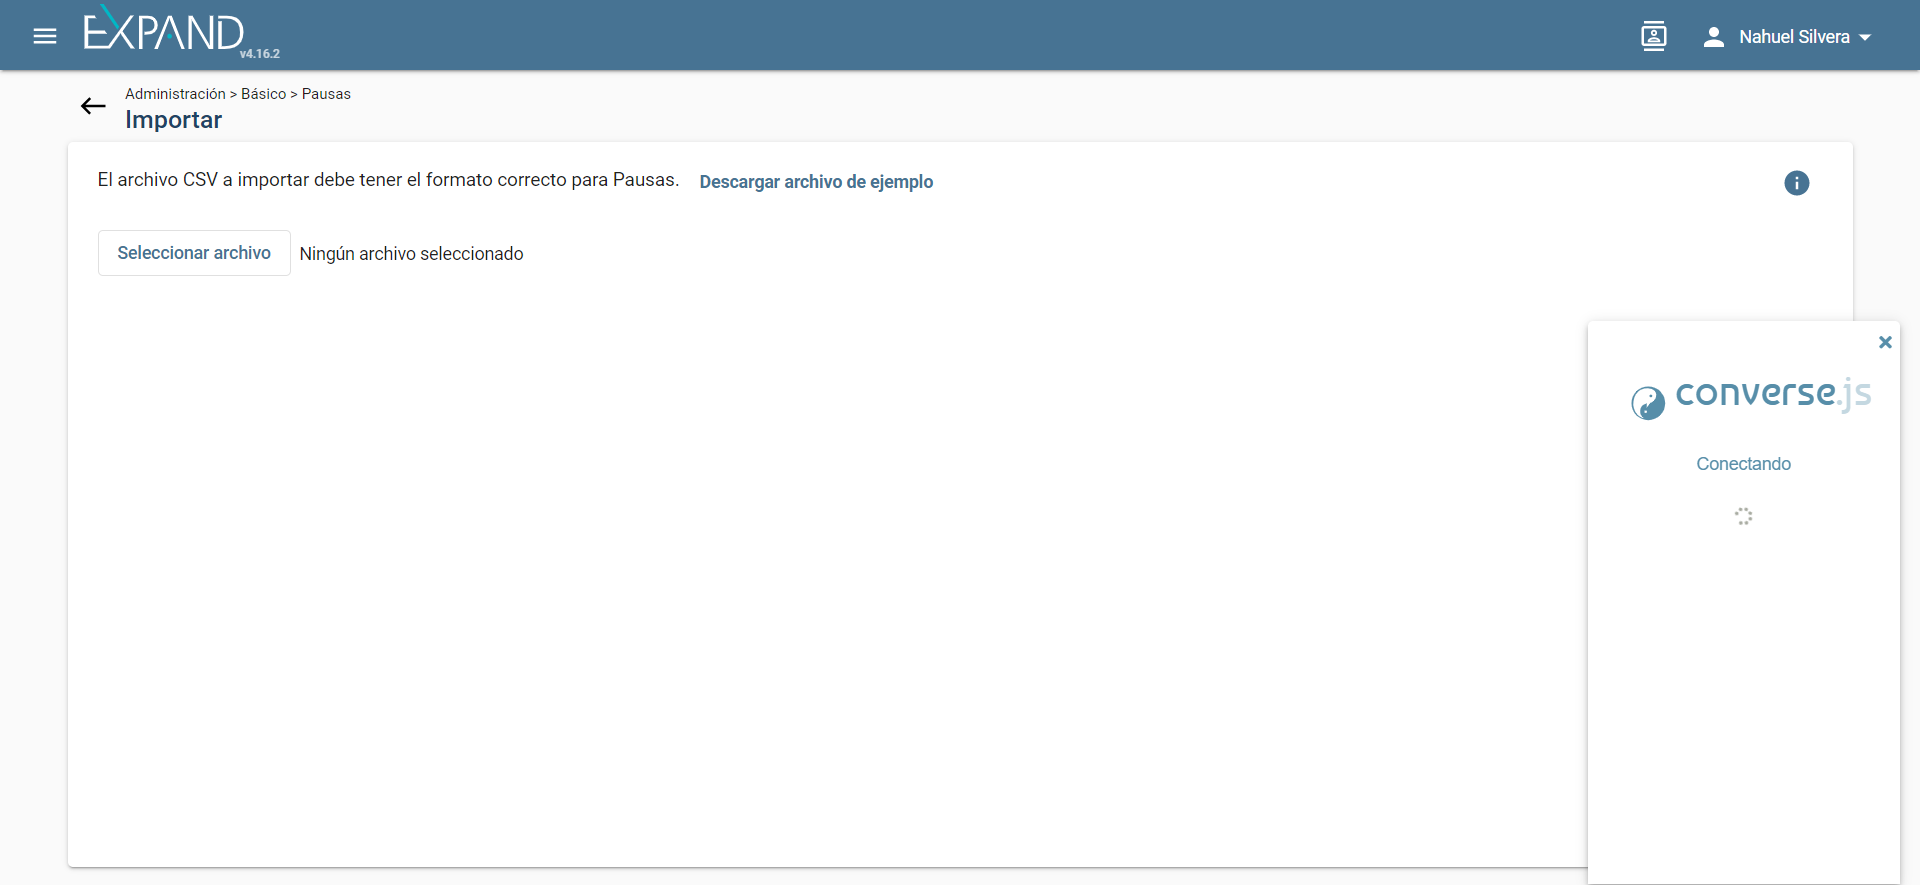 EXPAND
v4.16.2
Nahuel Silvera
Administración > Básico > Pausas
Importar
El archivo CSV a importar debe tener el formato correcto para Pausas. Descargar archivo de ejemplo
Seleccionar archivo Ningún archivo seleccionado
converse.js
Conectando